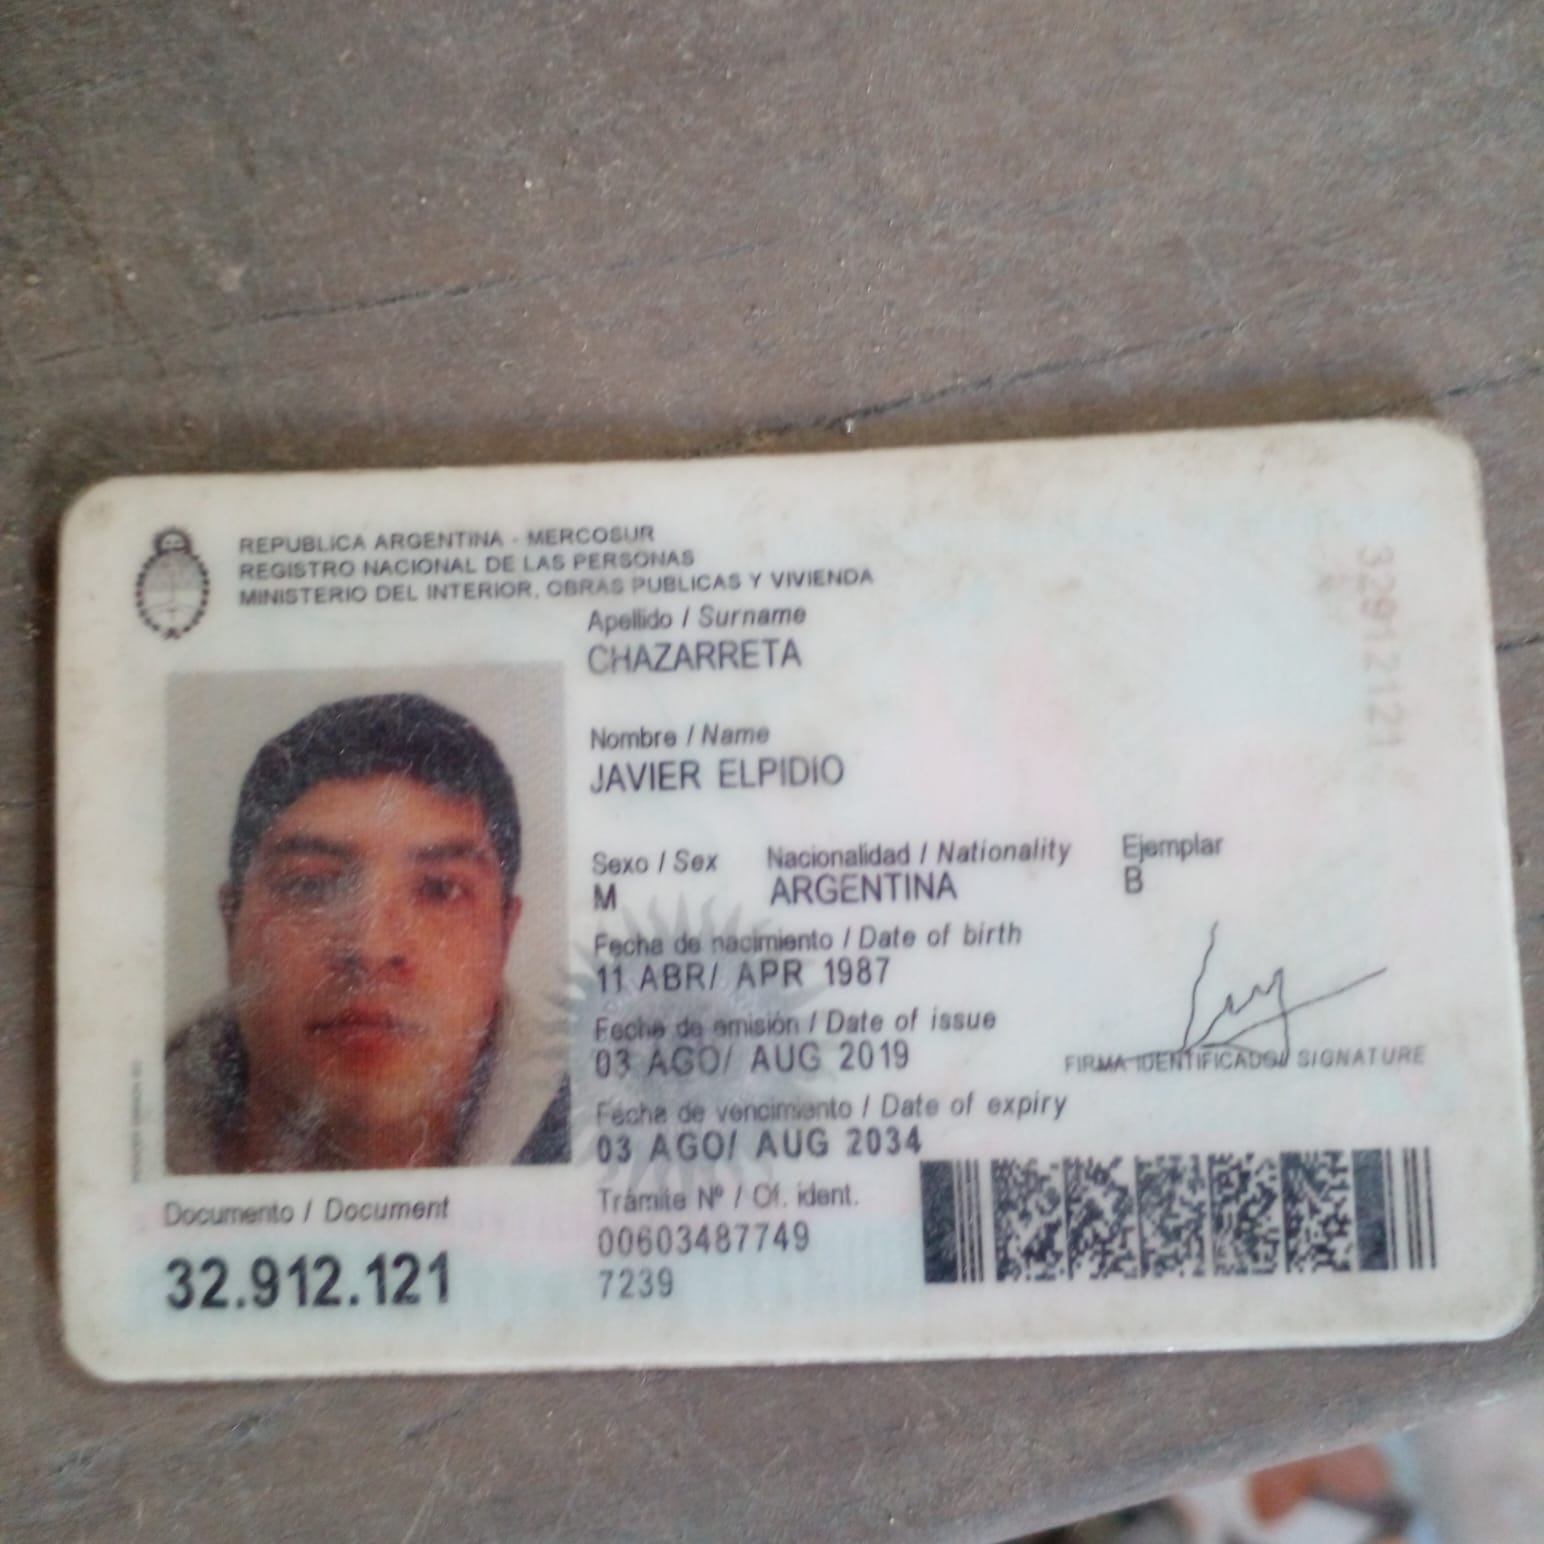 REPUBLICA ARGENTINA - MERCOSUR
REGISTRO NACIONAL DE LAS PERSONAS
MINISTERIO DEL INTERIOR, OBRAS PUBLICAS Y VIVIENDA
Apellido / Surname
CHAZARRETA
Nombre / Name
JAVIER ELPIDIO
Sexo / Sex Nacionalidad / Nationality Ejemplar
M ARGENTINA B
Fecha de nacimiento / Date of birth
11 ABR/ APR 1987
Fecha de emisión / Date of issue
03 AGO/ AUG 2019
FIRMA IDENTIFICADO/ SIGNATURE
Fecha de vencimiento / Date of expiry
03 AGO/ AUG 2034
Documento / Document
32.912.121
Trámite Nº / Of. ident.
00603487749
7239
32912121